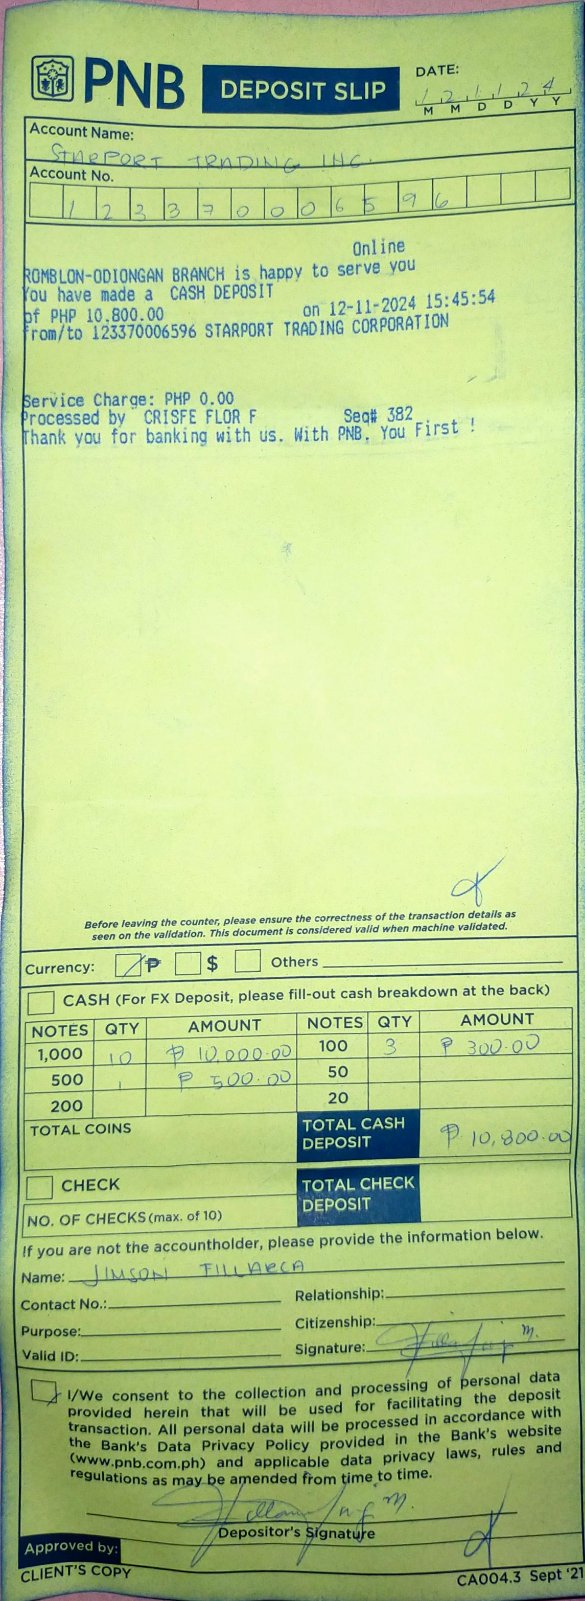 PNB DEPOSIT SLIP
DATE:
1 2 1 1 2 4
M M D D Y Y
Account Name:
STARPORT TRADING INC.
Account No.
1 2 3 3 7 0 0 0 6 5 9 6
Online
ROMBLON-ODIONGAN BRANCH is happy to serve you
You have made a CASH DEPOSIT
of PHP 10,800.00 on 12-11-2024 15:45:54
from/to 123370006596 STARPORT TRADING CORPORATION
Service Charge: PHP 0.00
Processed by CRISFE FLOR F Seq# 382
Thank you for banking with us. With PNB, You First !
Before leaving the counter, please ensure the correctness of the transaction details as
seen on the validation. This document is considered valid when machine validated.
Currency: ₱ $ Others
CASH (For FX Deposit, please fill-out cash breakdown at the back)
NOTES QTY AMOUNT NOTES QTY AMOUNT
1,000 10 ₱ 10,000.00 100 3 ₱ 300.00
500 1 ₱ 500.00 50
200 20
TOTAL COINS TOTAL CASH DEPOSIT ₱ 10,800.00
CHECK TOTAL CHECK DEPOSIT
NO. OF CHECKS (max. of 10)
If you are not the accountholder, please provide the information below.
Name: JIMSON FILLARCA
Contact No.: Relationship:
Purpose: Citizenship:
Valid ID: Signature:
I/We consent to the collection and processing of personal data
provided herein that will be used for facilitating the deposit
transaction. All personal data will be processed in accordance with
the Bank's Data Privacy Policy provided in the Bank's website
(www.pnb.com.ph) and applicable data privacy laws, rules and
regulations as may be amended from time to time.
Depositor's Signature
Approved by:
CLIENT'S COPY CA004.3 Sept '21